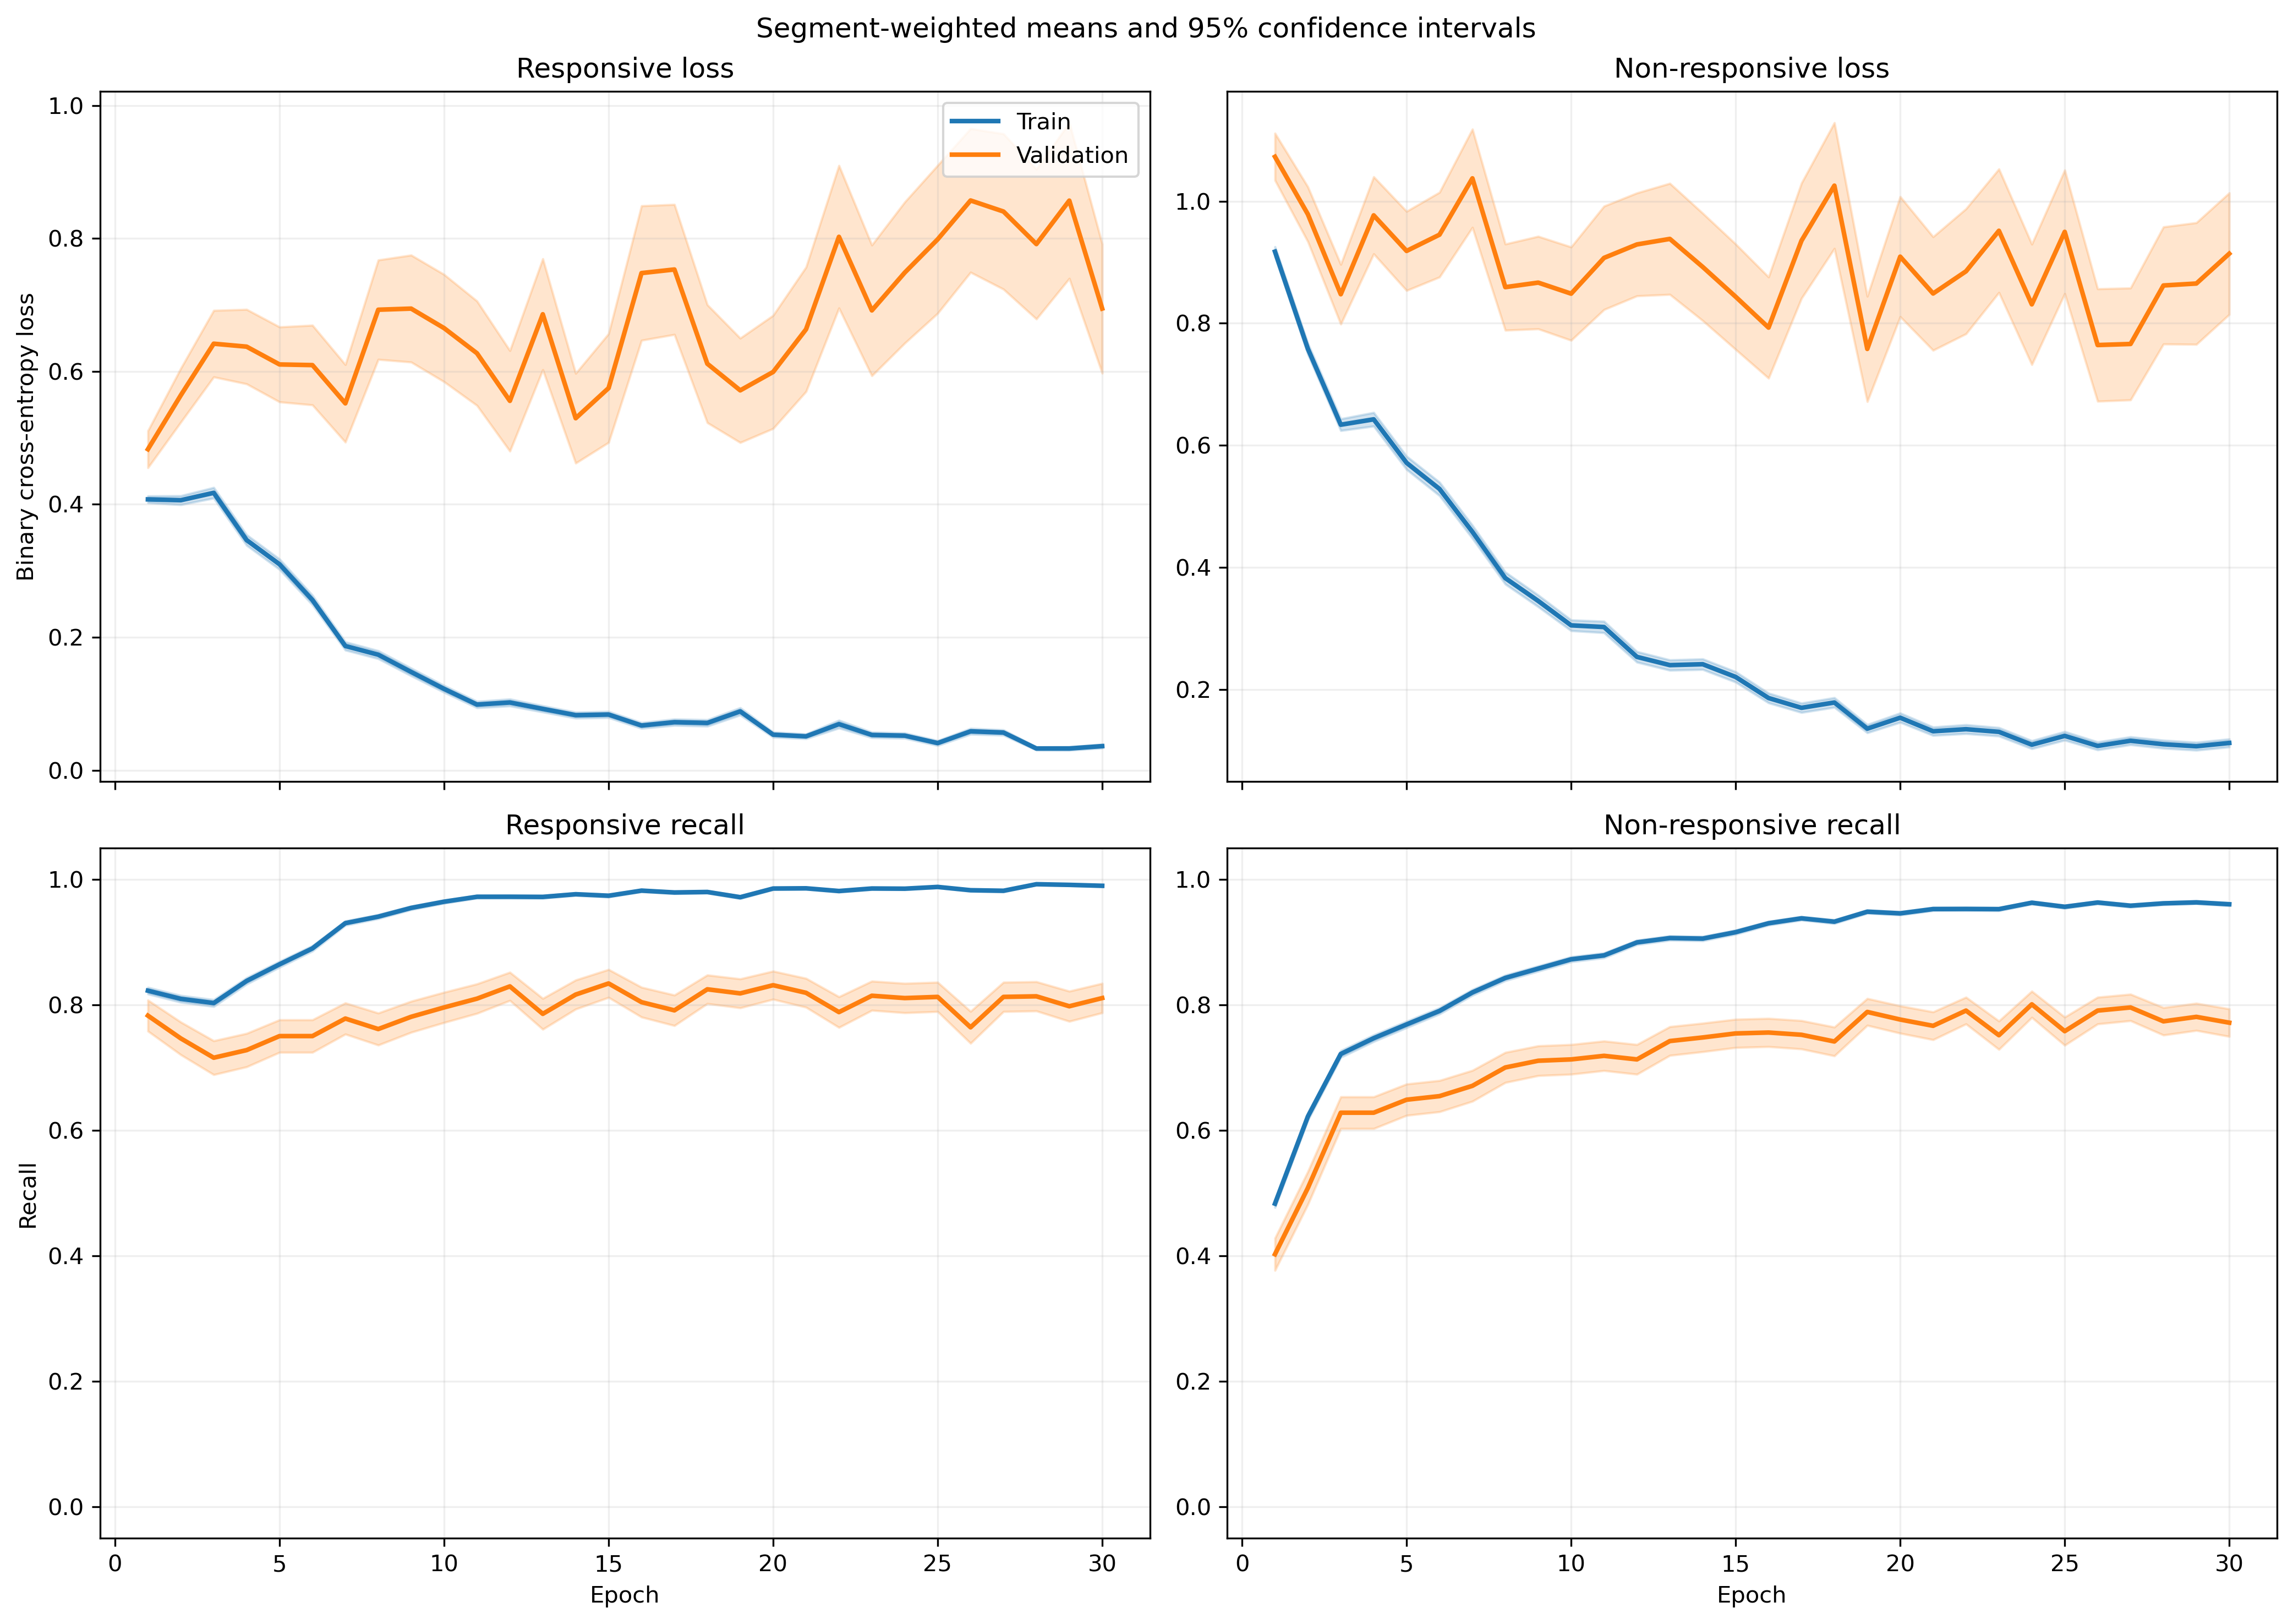 Segment-weighted means and 95% confidence intervals
Responsive loss
Non-responsive loss
Train
Validation
Binary cross-entropy loss
1.0
0.8
0.6
0.4
0.2
0.0
1.0
0.8
0.6
0.4
0.2
Responsive recall
Non-responsive recall
Recall
1.0
0.8
0.6
0.4
0.2
0.0
1.0
0.8
0.6
0.4
0.2
0.0
0 5 10 15 20 25 30
0 5 10 15 20 25 30
Epoch
Epoch